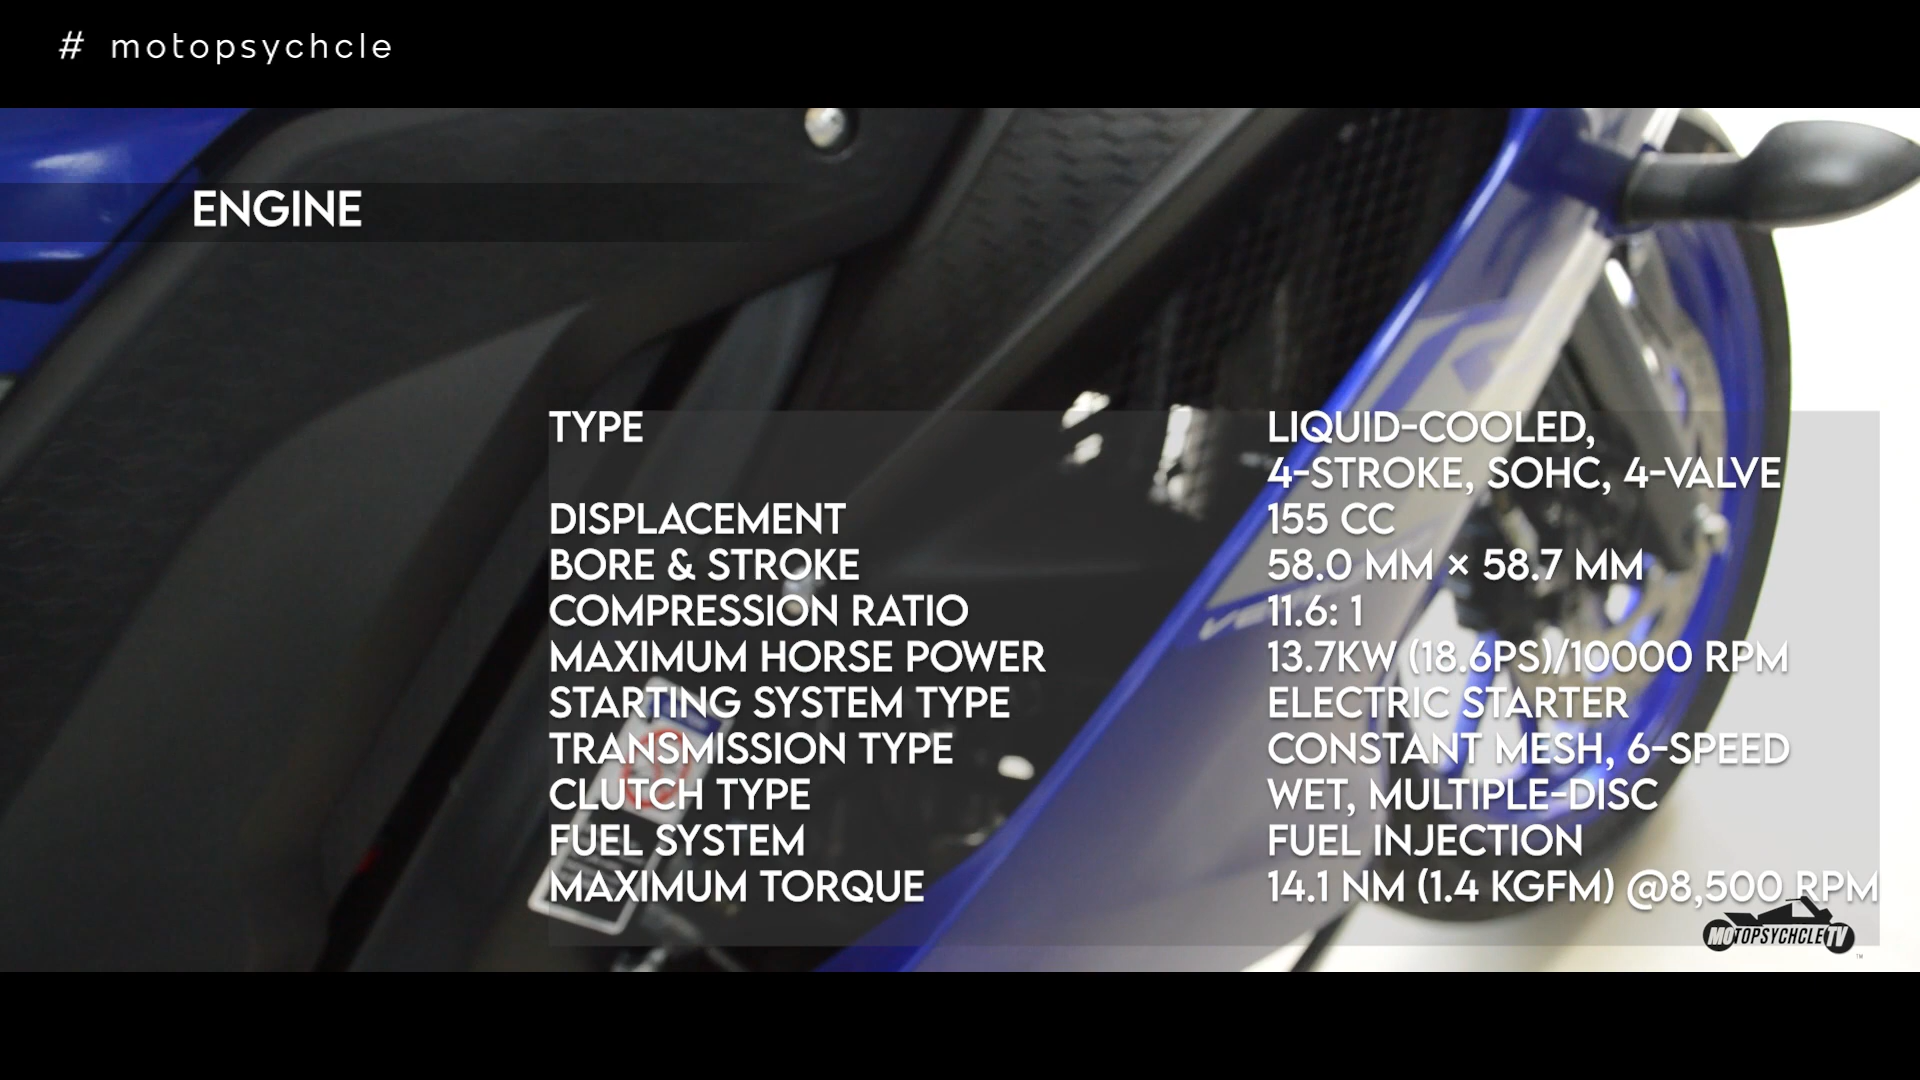 # motopsychcle
ENGINE
TYPE LIQUID-COOLED,
4-STROKE, SOHC, 4-VALVE
DISPLACEMENT 155 CC
BORE & STROKE 58.0 MM × 58.7 MM
COMPRESSION RATIO 11.6: 1
MAXIMUM HORSE POWER 13.7KW (18.6PS)/10000 RPM
STARTING SYSTEM TYPE ELECTRIC STARTER
TRANSMISSION TYPE CONSTANT MESH, 6-SPEED
CLUTCH TYPE WET, MULTIPLE-DISC
FUEL SYSTEM FUEL INJECTION
MAXIMUM TORQUE 14.1 NM (1.4 KGFM) @8,500 RPM
MOTOPSYCHCLE TV
TM